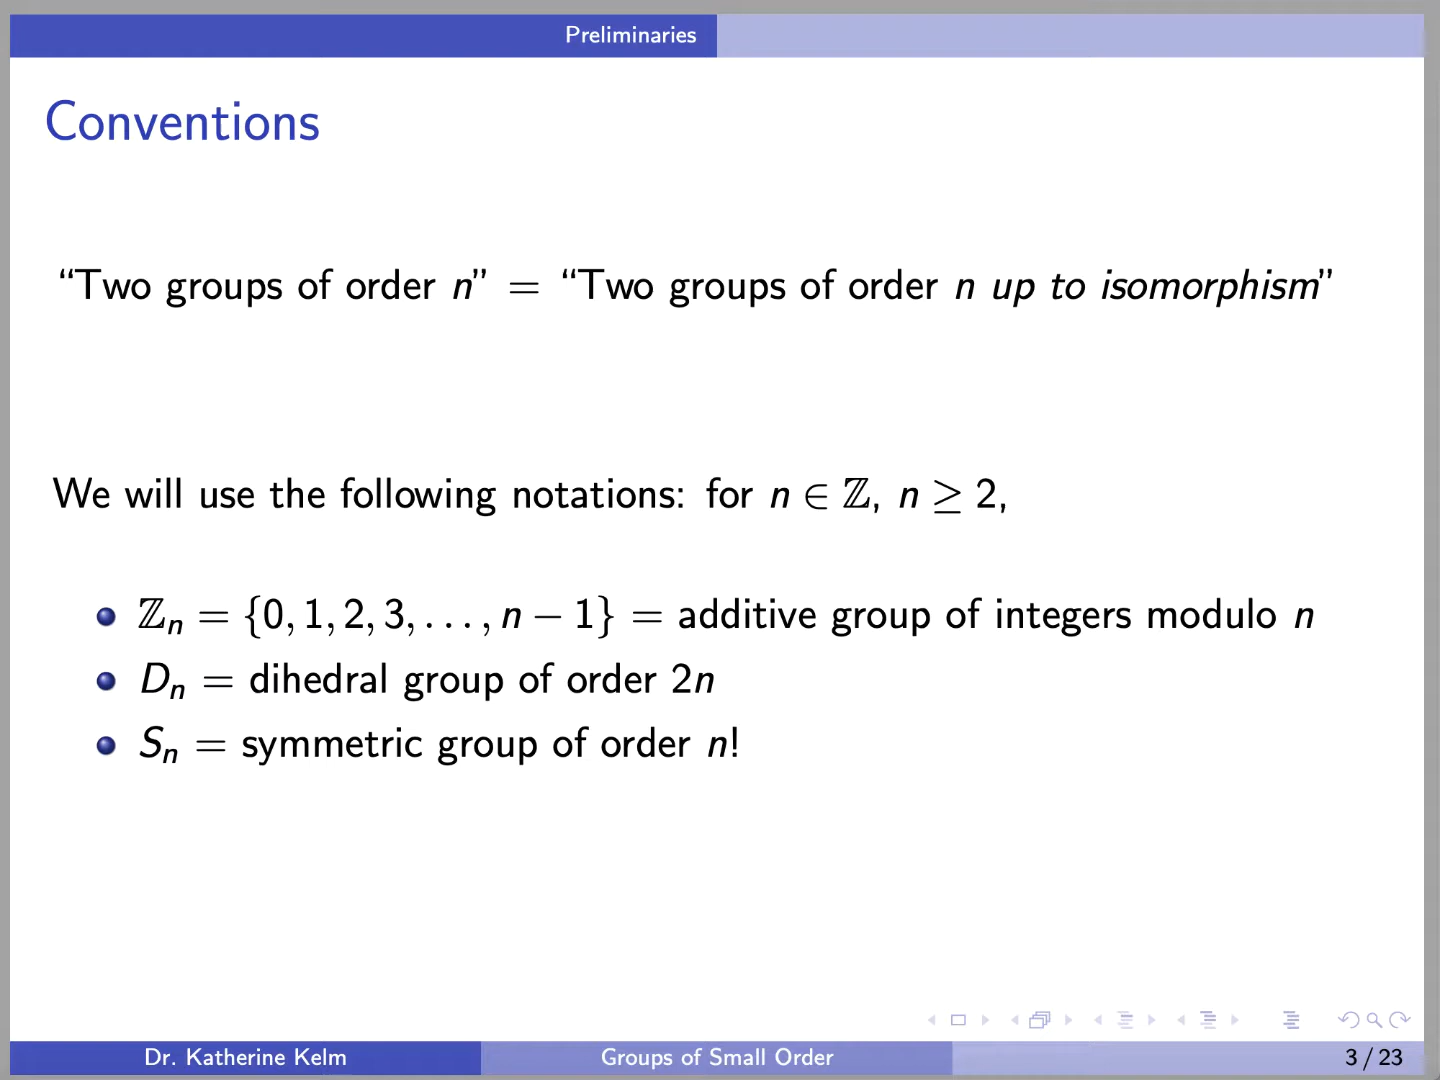 Preliminaries
Conventions
“Two groups of order n” = “Two groups of order n up to isomorphism”
We will use the following notations: for n ∈ ℤ, n ≥ 2,
ℤₙ = {0, 1, 2, 3, . . . , n − 1} = additive group of integers modulo n
Dₙ = dihedral group of order 2n
Sₙ = symmetric group of order n!
Dr. Katherine Kelm
Groups of Small Order
3 / 23